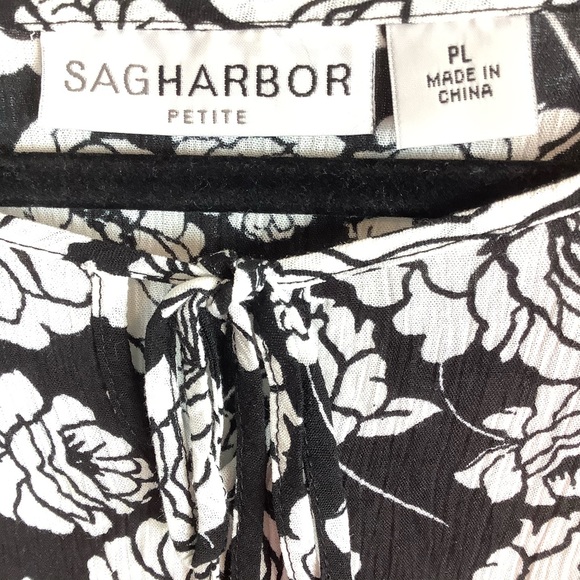 SAGHARBOR
PETITE
PL
MADE IN
CHINA